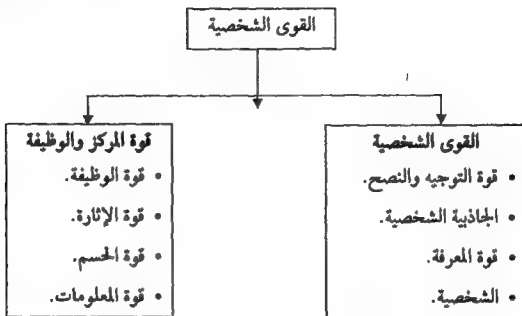 القوى الشخصية
القوى الشخصية
• قوة التوجيه والنصح.
• الجاذبية الشخصية.
• قوة المعرفة.
• الشخصية.
قوة المركز والوظيفة
• قوة الوظيفة.
• قوة الإثارة.
• قوة الحسم.
• قوة المعلومات.